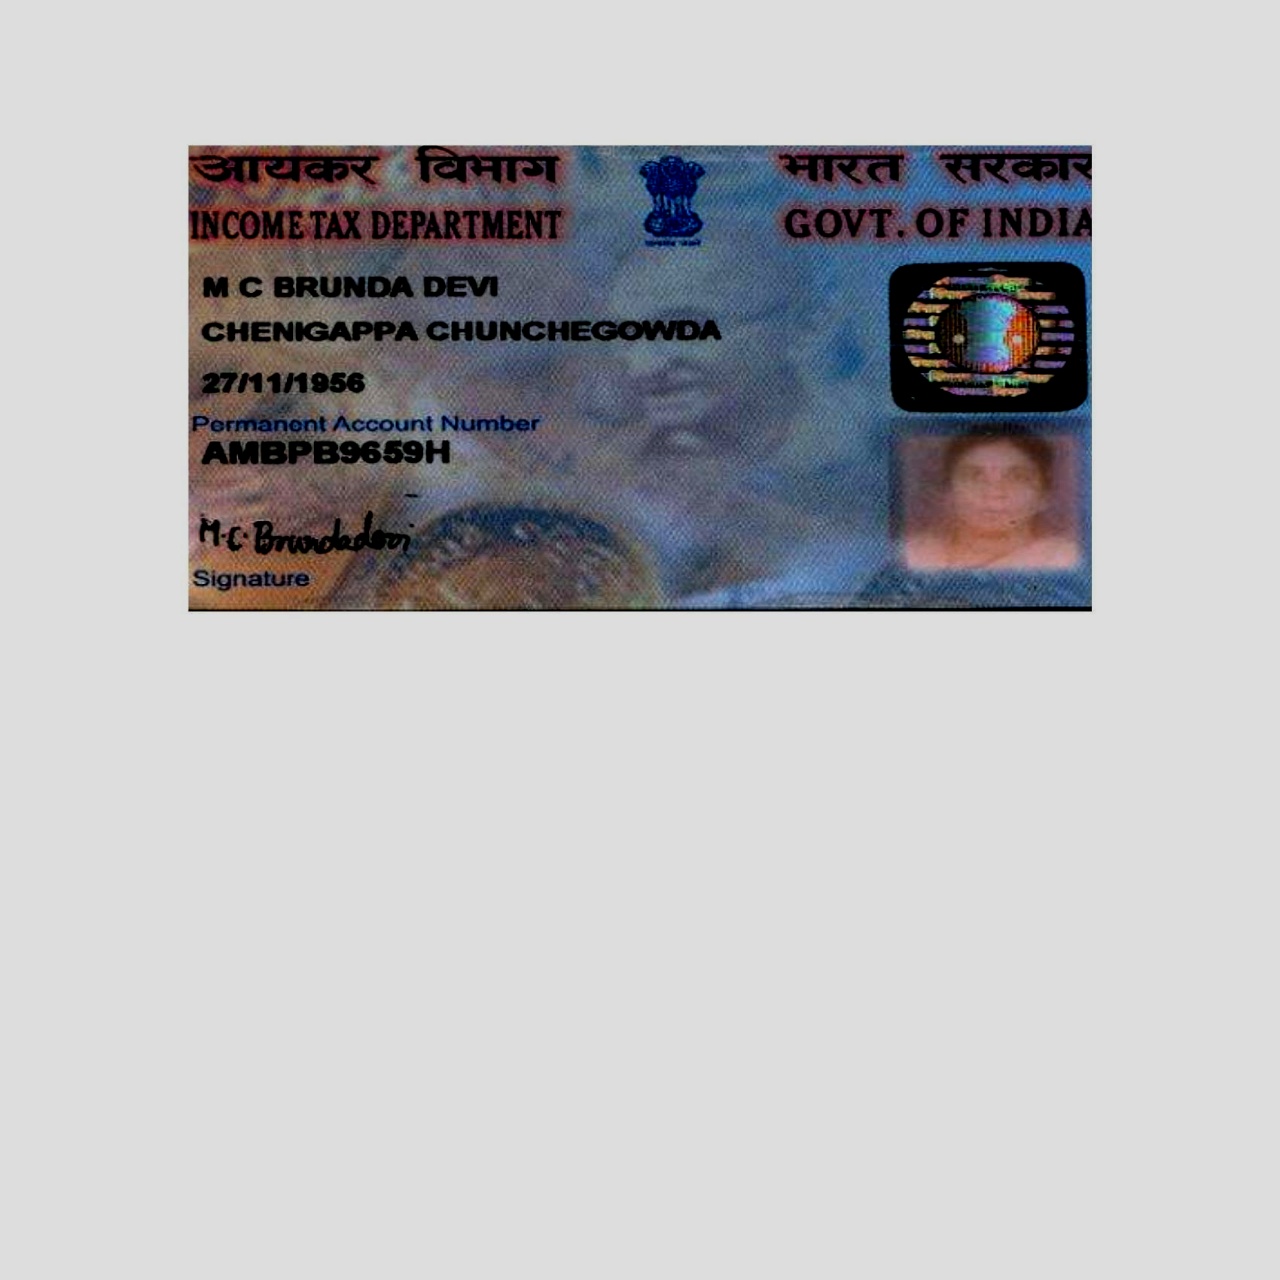 आयकर विभाग
भारत सरकार
INCOME TAX DEPARTMENT
GOVT. OF INDIA
M C BRUNDA DEVI
CHENIGAPPA CHUNCHEGOWDA
27/11/1956
Permanent Account Number
AMBPB9659H
M.C. Brundadevi
Signature